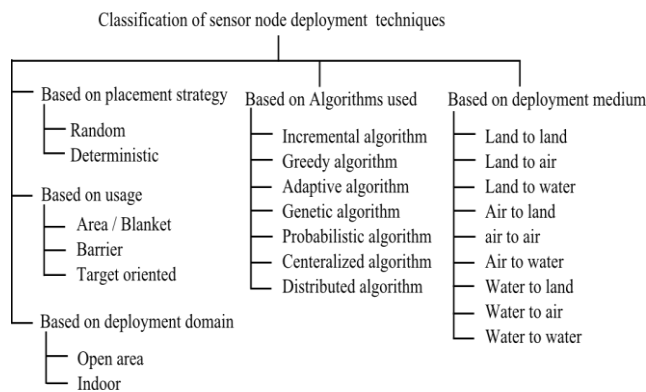 Classification of sensor node deployment techniques
Based on placement strategy
Random
Deterministic
Based on usage
Area / Blanket
Barrier
Target oriented
Based on deployment domain
Open area
Indoor
Based on Algorithms used
Incremental algorithm
Greedy algorithm
Adaptive algorithm
Genetic algorithm
Probabilistic algorithm
Centeralized algorithm
Distributed algorithm
Based on deployment medium
Land to land
Land to air
Land to water
Air to land
air to air
Air to water
Water to land
Water to air
Water to water